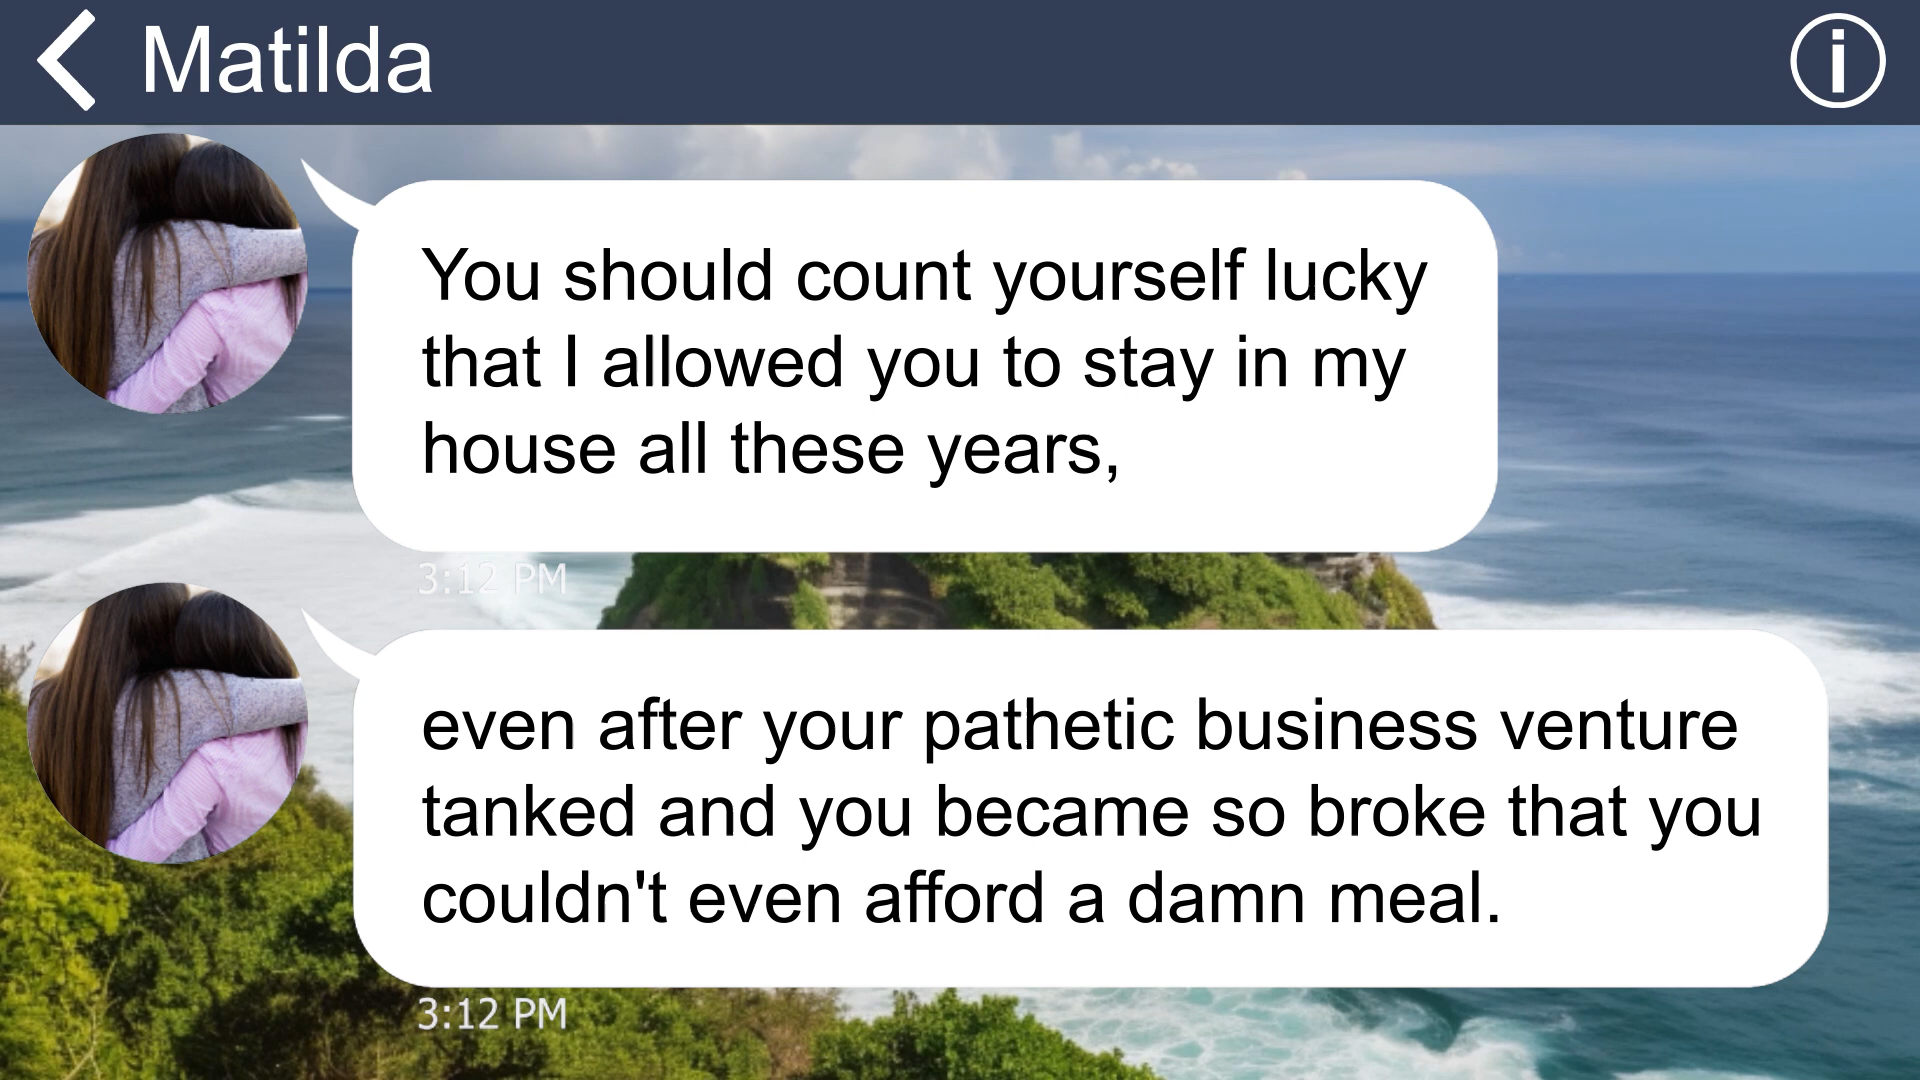 Matilda
You should count yourself lucky
that I allowed you to stay in my
house all these years,
3:12 PM
even after your pathetic business venture
tanked and you became so broke that you
couldn't even afford a damn meal.
3:12 PM